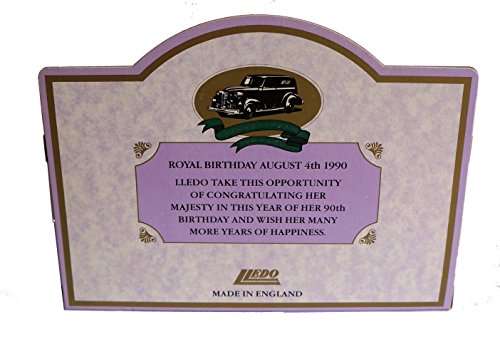 ROYAL BIRTHDAY AUGUST 4th 1990
LLEDO TAKE THIS OPPORTUNITY
OF CONGRATULATING HER
MAJESTY IN THIS YEAR OF HER 90th
BIRTHDAY AND WISH HER MANY
MORE YEARS OF HAPPINESS.
LLEDO
MADE IN ENGLAND